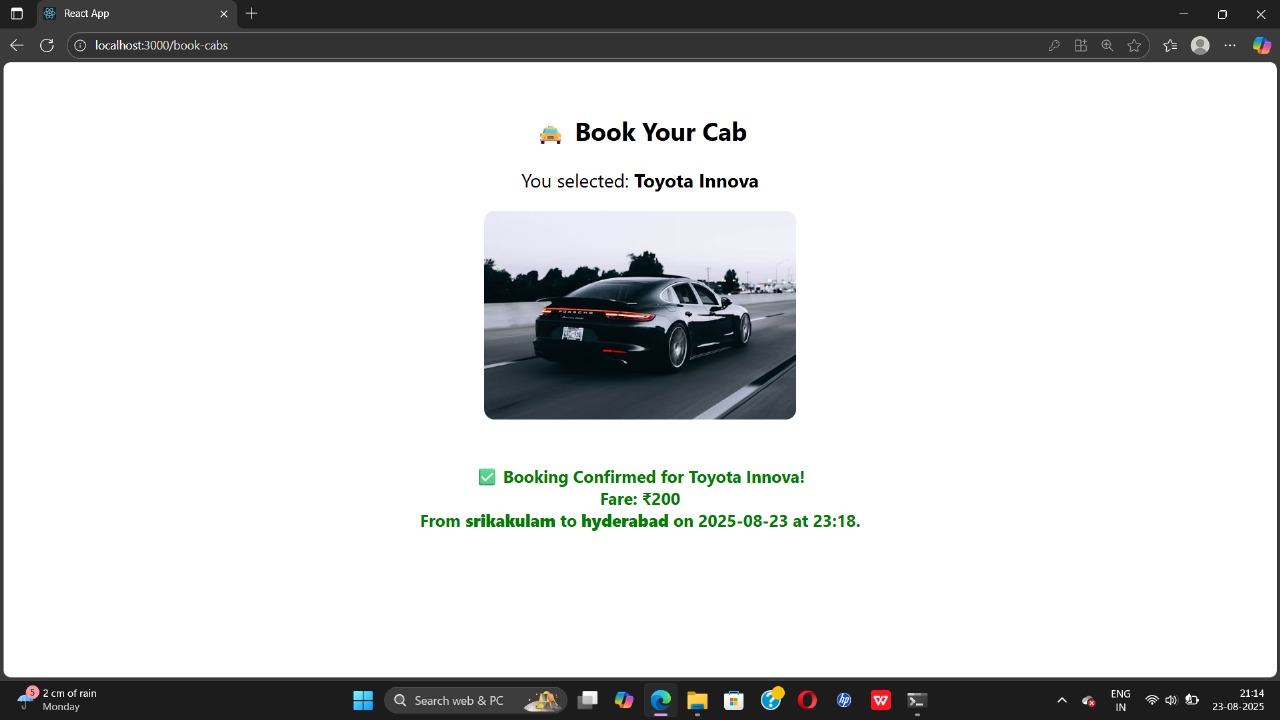 React App
localhost:3000/book-cabs
Book Your Cab
You selected: Toyota Innova
PORSCHE
Booking Confirmed for Toyota Innova!
Fare: ₹200
From srikakulam to hyderabad on 2025-08-23 at 23:18.
5
2 cm of rain
Monday
Search web & PC
hp
W
ENG
IN
21:14
23-08-2025